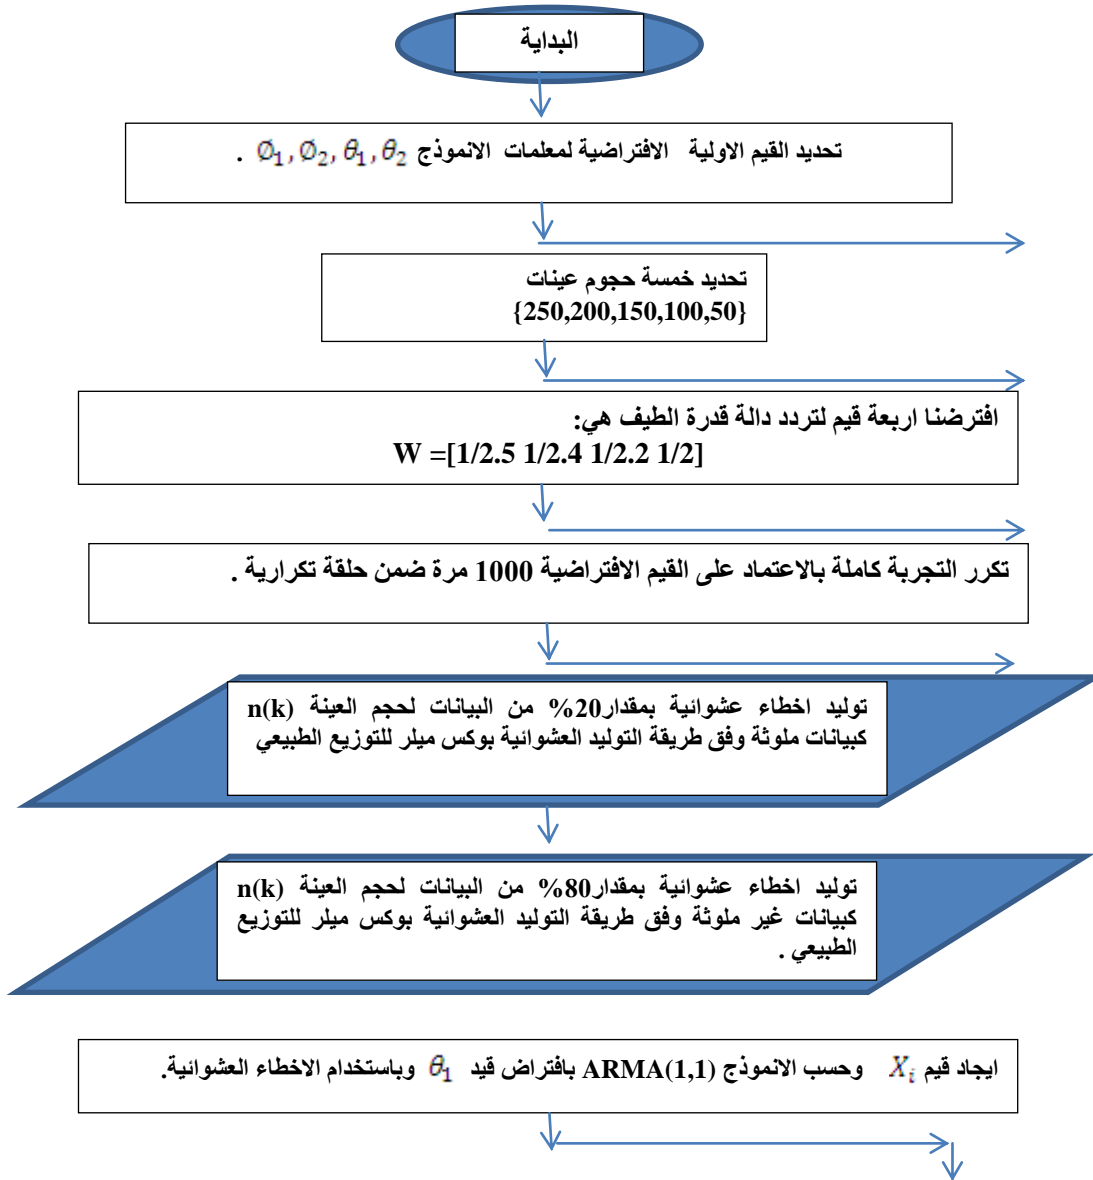 البداية
تحديد القيم الاولية الافتراضية لمعلمات الانموذج ∅₁, ∅₂, θ₁, θ₂ .
تحديد خمسة حجوم عينات
{250,200,150,100,50}
افترضنا اربعة قيم لتردد دالة قدرة الطيف هي:
W =[1/2.5 1/2.4 1/2.2 1/2]
تكرر التجربة كاملة بالاعتماد على القيم الافتراضية 1000 مرة ضمن حلقة تكرارية .
توليد اخطاء عشوائية بمقدار20% من البيانات لحجم العينة n(k)
كبيانات ملوثة وفق طريقة التوليد العشوائية بوكس ميلر للتوزيع الطبيعي
توليد اخطاء عشوائية بمقدار80% من البيانات لحجم العينة n(k)
كبيانات غير ملوثة وفق طريقة التوليد العشوائية بوكس ميلر للتوزيع
الطبيعي .
ايجاد قيم Xᵢ وحسب الانموذج ARMA(1,1) بافتراض قيد θ₁ وباستخدام الاخطاء العشوائية.